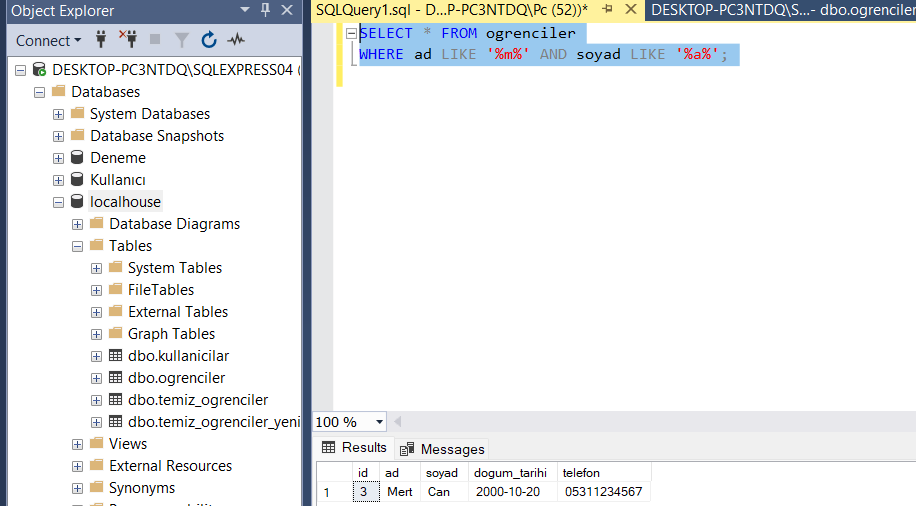 Object Explorer
Connect
DESKTOP-PC3NTDQ\SQLEXPRESS04 (
Databases
System Databases
Database Snapshots
Deneme
Kullanıcı
localhouse
Database Diagrams
Tables
System Tables
FileTables
External Tables
Graph Tables
dbo.kullanicilar
dbo.ogrenciler
dbo.temiz_ogrenciler
dbo.temiz_ogrenciler_yeni
Views
External Resources
Synonyms
SQLQuery1.sql - D...P-PC3NTDQ\Pc (52))*
DESKTOP-PC3NTDQ\S...- dbo.ogrenciler
SELECT * FROM ogrenciler
WHERE ad LIKE '%m%' AND soyad LIKE '%a%';
100 %
Results Messages
id ad soyad dogum_tarihi telefon
1 3 Mert Can 2000-10-20 05311234567